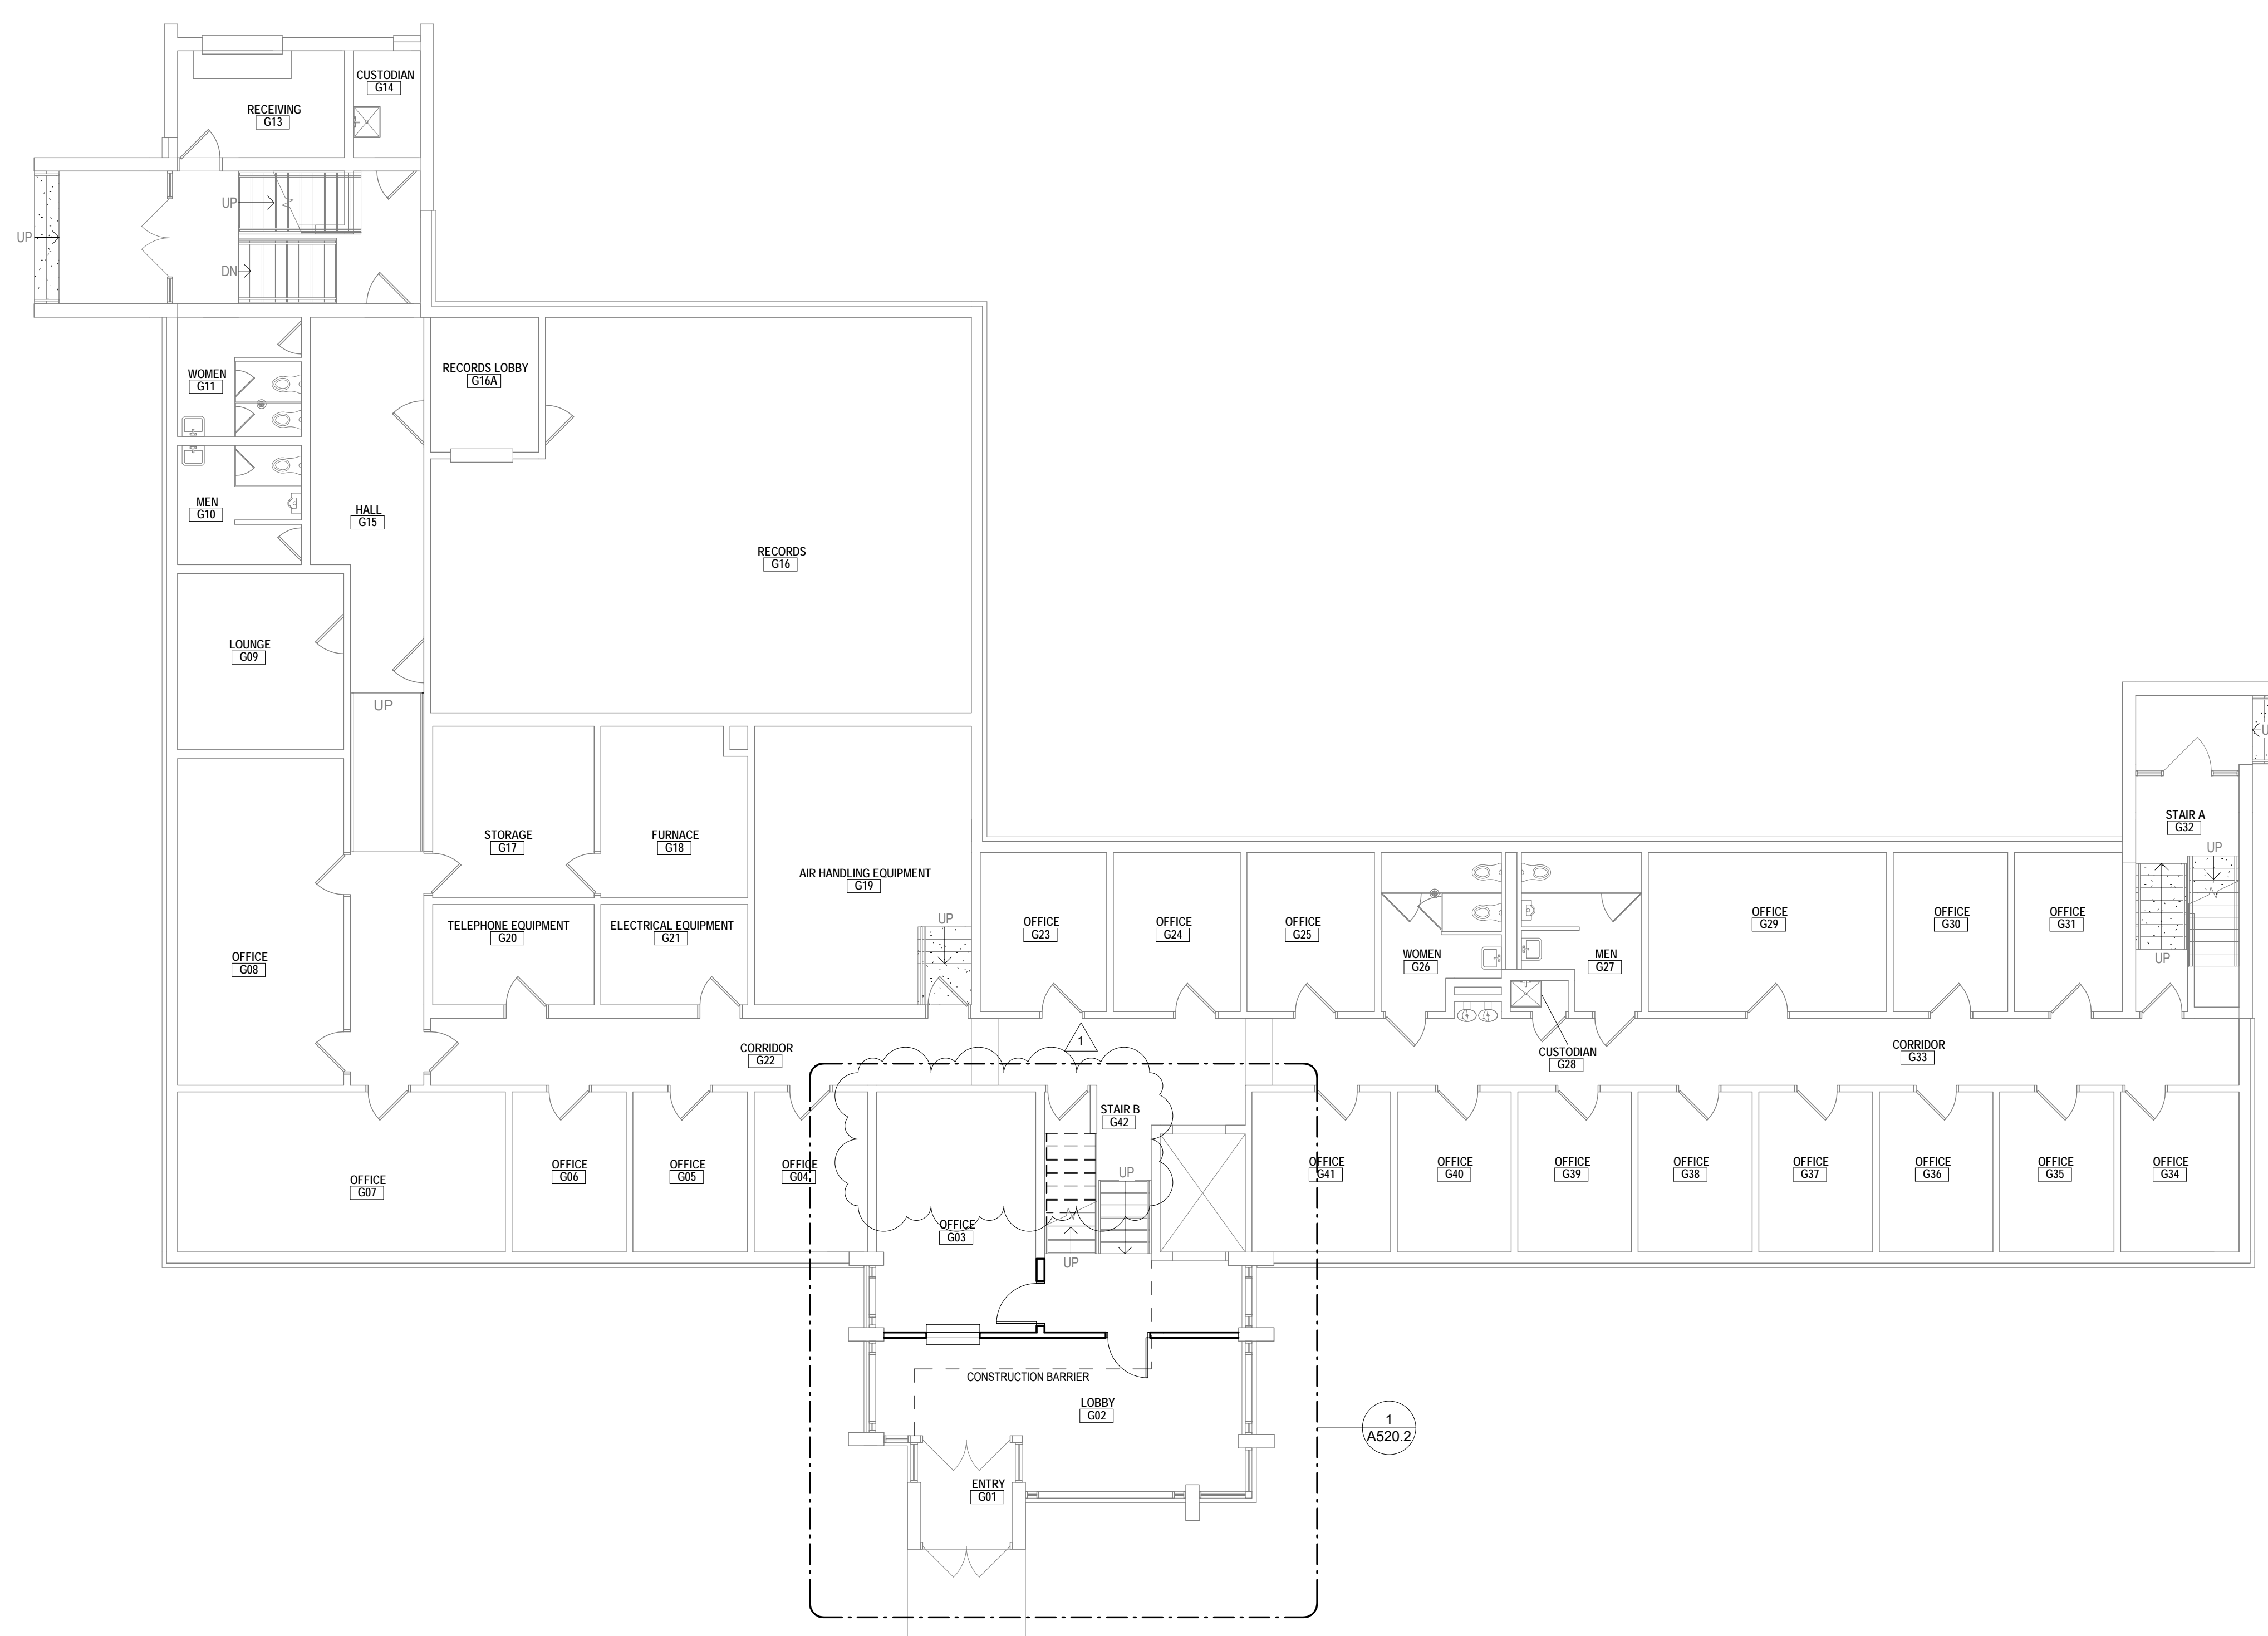 CUSTODIAN
G14
RECEIVING
G13
UP
UP
DN
WOMEN
G11
RECORDS LOBBY
G16A
MEN
G10
HALL
G15
RECORDS
G16
LOUNGE
G09
UP
STORAGE
G17
FURNACE
G18
AIR HANDLING EQUIPMENT
G19
STAIR A
G32
UP
UP
TELEPHONE EQUIPMENT
G20
ELECTRICAL EQUIPMENT
G21
UP
OFFICE
G23
OFFICE
G24
OFFICE
G25
WOMEN
G26
MEN
G27
OFFICE
G29
OFFICE
G30
OFFICE
G31
OFFICE
G08
CORRIDOR
G22
1
CUSTODIAN
G28
CORRIDOR
G33
STAIR B
G42
OFFICE
G07
OFFICE
G06
OFFICE
G05
OFFICE
G04
OFFICE
G03
UP
UP
OFFICE
G41
OFFICE
G40
OFFICE
G39
OFFICE
G38
OFFICE
G37
OFFICE
G36
OFFICE
G35
OFFICE
G34
CONSTRUCTION BARRIER
LOBBY
G02
1
A520.2
ENTRY
G01